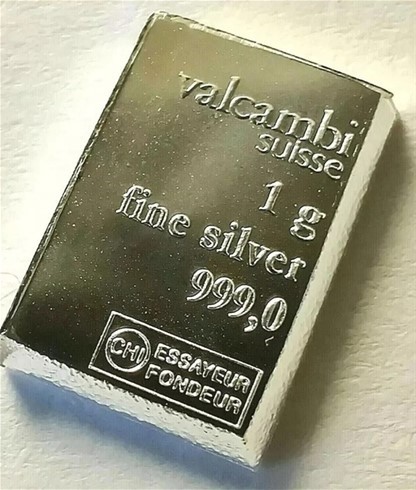 valcambi
suisse
1 g
fine silver
999,0
CHI ESSAYEUR
FONDEUR